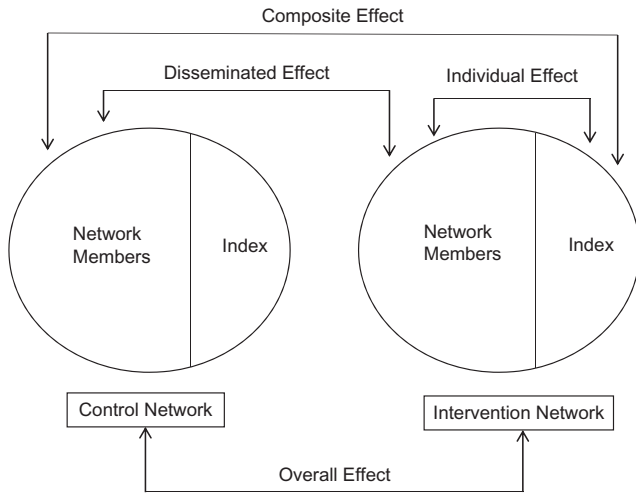 Composite Effect
Disseminated Effect
Individual Effect
Network
Members
Index
Network
Members
Index
Control Network
Intervention Network
Overall Effect